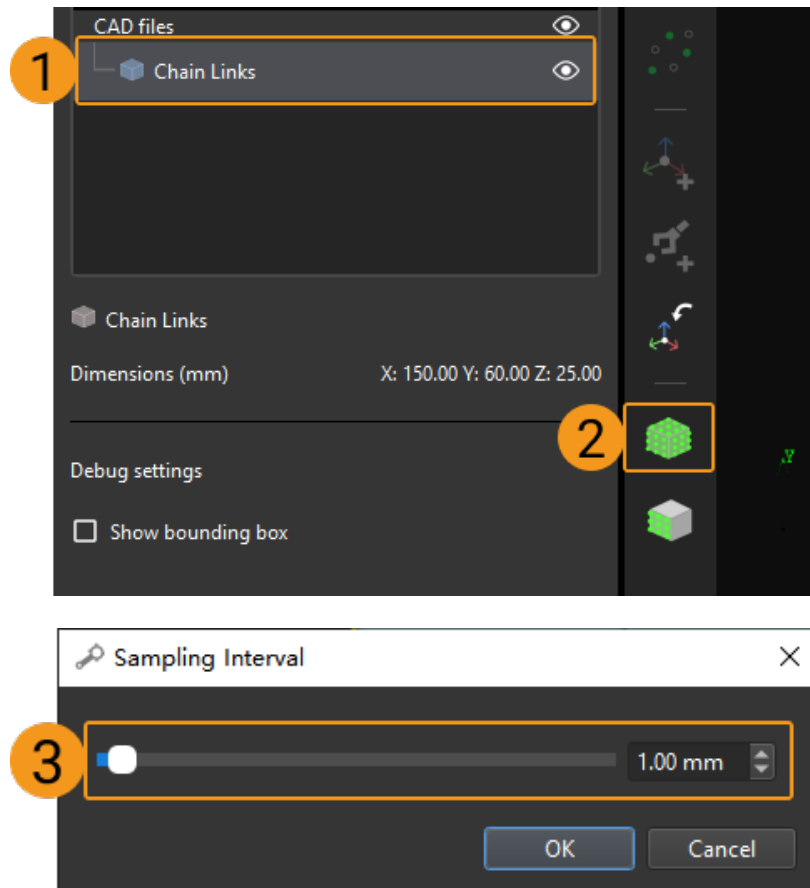 CAD files
1
Chain Links
Chain Links
Dimensions (mm) X: 150.00 Y: 60.00 Z: 25.00
2
Y
Debug settings
Show bounding box
Sampling Interval
3
1.00 mm
OK Cancel